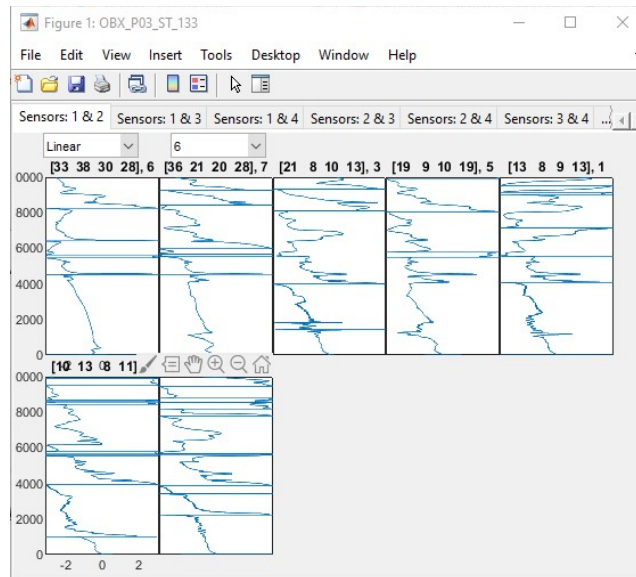 Figure 1: OBX_P03_ST_133
File Edit View Insert Tools Desktop Window Help
Sensors: 1 & 2 Sensors: 1 & 3 Sensors: 1 & 4 Sensors: 2 & 3 Sensors: 2 & 4 Sensors: 3 & 4 ...
Linear 6
[33 38 30 28], 6 [36 21 20 28], 7 [21 8 10 13], 3 [19 9 10 19], 5 [13 8 9 13], 1
0000
8000
6000
4000
2000
0
13 8 11]
0000
8000
6000
4000
2000
0
-2 0 2